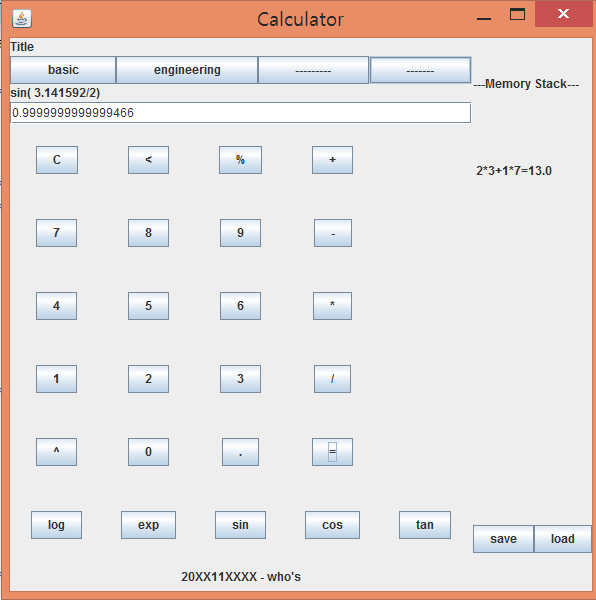 Calculator
Title
basic engineering --------- -------
---Memory Stack---
sin( 3.141592/2)
0.9999999999999466
C < % +
2*3+1*7=13.0
7 8 9 -
4 5 6 *
1 2 3 /
^ 0 . =
log exp sin cos tan
save load
20XX11XXXX - who's